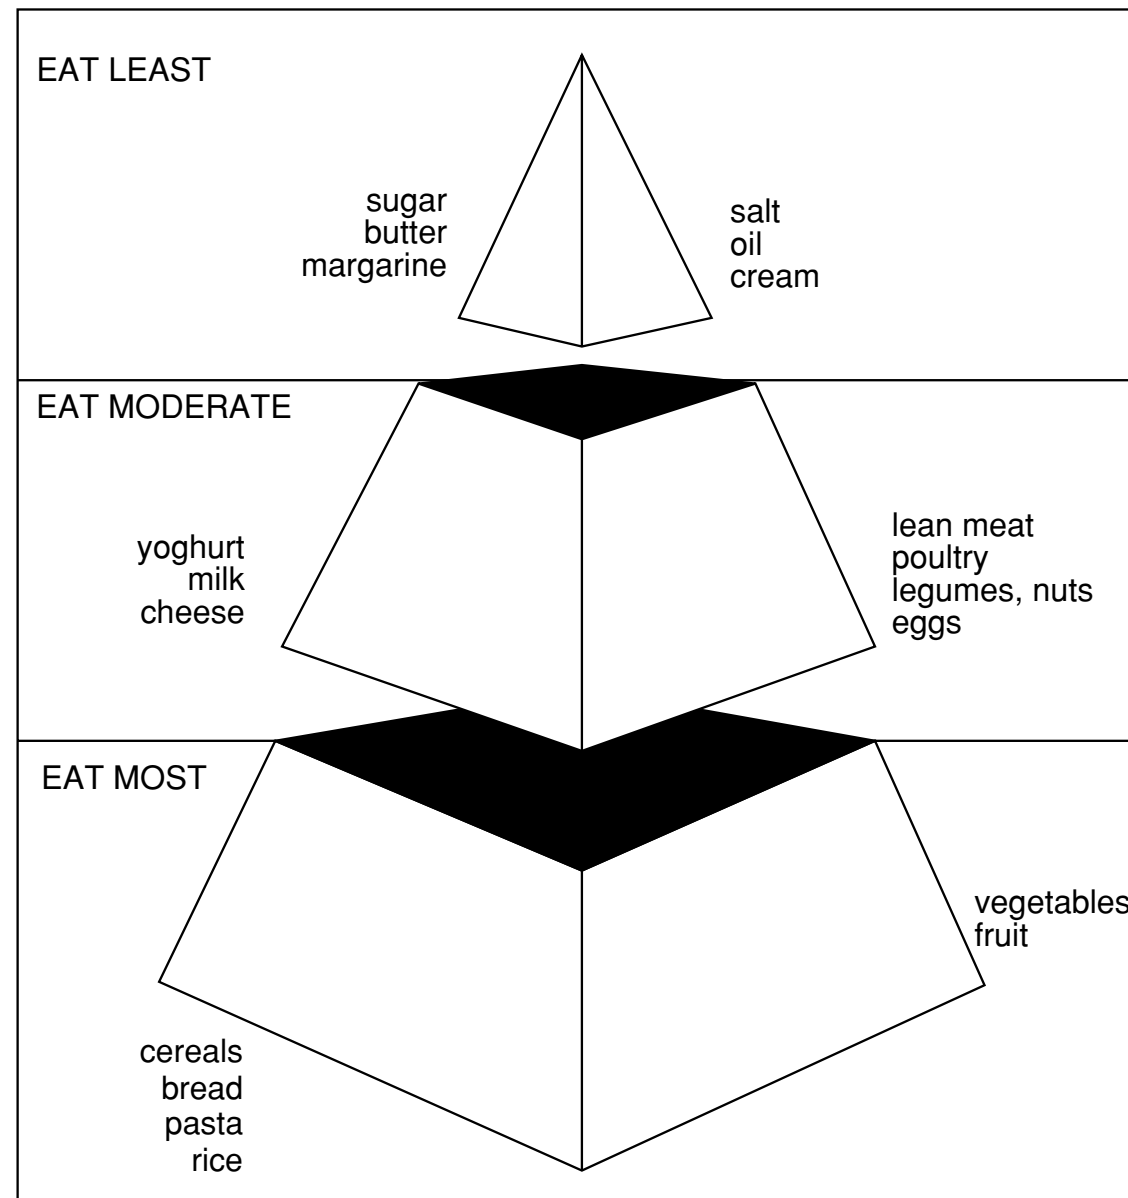 EAT LEAST
sugar
butter
margarine
salt
oil
cream
EAT MODERATE
yoghurt
milk
cheese
lean meat
poultry
legumes, nuts
eggs
EAT MOST
vegetables
fruit
cereals
bread
pasta
rice